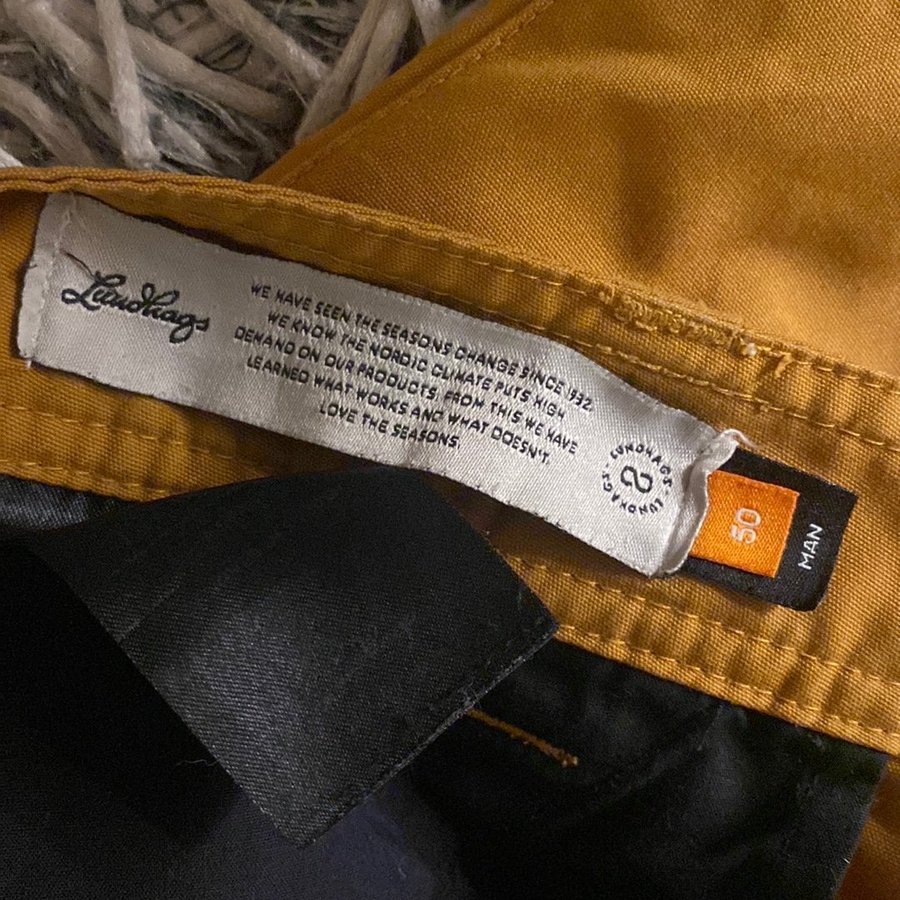 Lundhags
WE HAVE SEEN THE SEASONS CHANGE SINCE 1932.
WE KNOW THE NORDIC CLIMATE PUTS HIGH
DEMAND ON OUR PRODUCTS, FROM THIS WE HAVE
LEARNED WHAT WORKS AND WHAT DOESN'T.
LOVE THE SEASONS.
LUNDHAGS - LUNDHAGS -
50
MAN